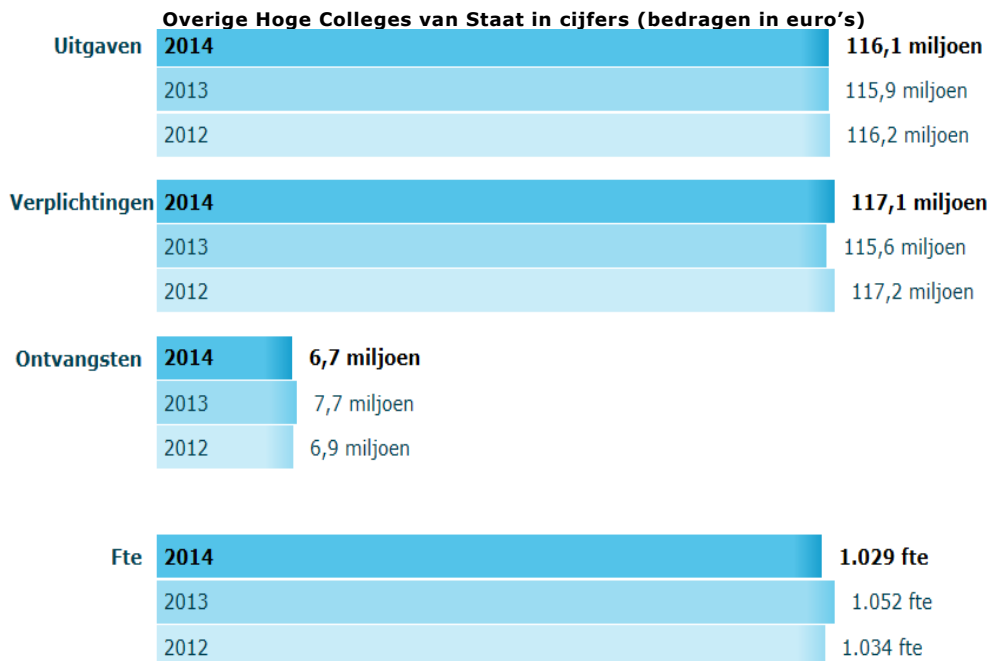 Overige Hoge Colleges van Staat in cijfers (bedragen in euro’s)
Uitgaven 2014 116,1 miljoen
2013 115,9 miljoen
2012 116,2 miljoen
Verplichtingen 2014 117,1 miljoen
2013 115,6 miljoen
2012 117,2 miljoen
Ontvangsten 2014 6,7 miljoen
2013 7,7 miljoen
2012 6,9 miljoen
Fte 2014 1.029 fte
2013 1.052 fte
2012 1.034 fte